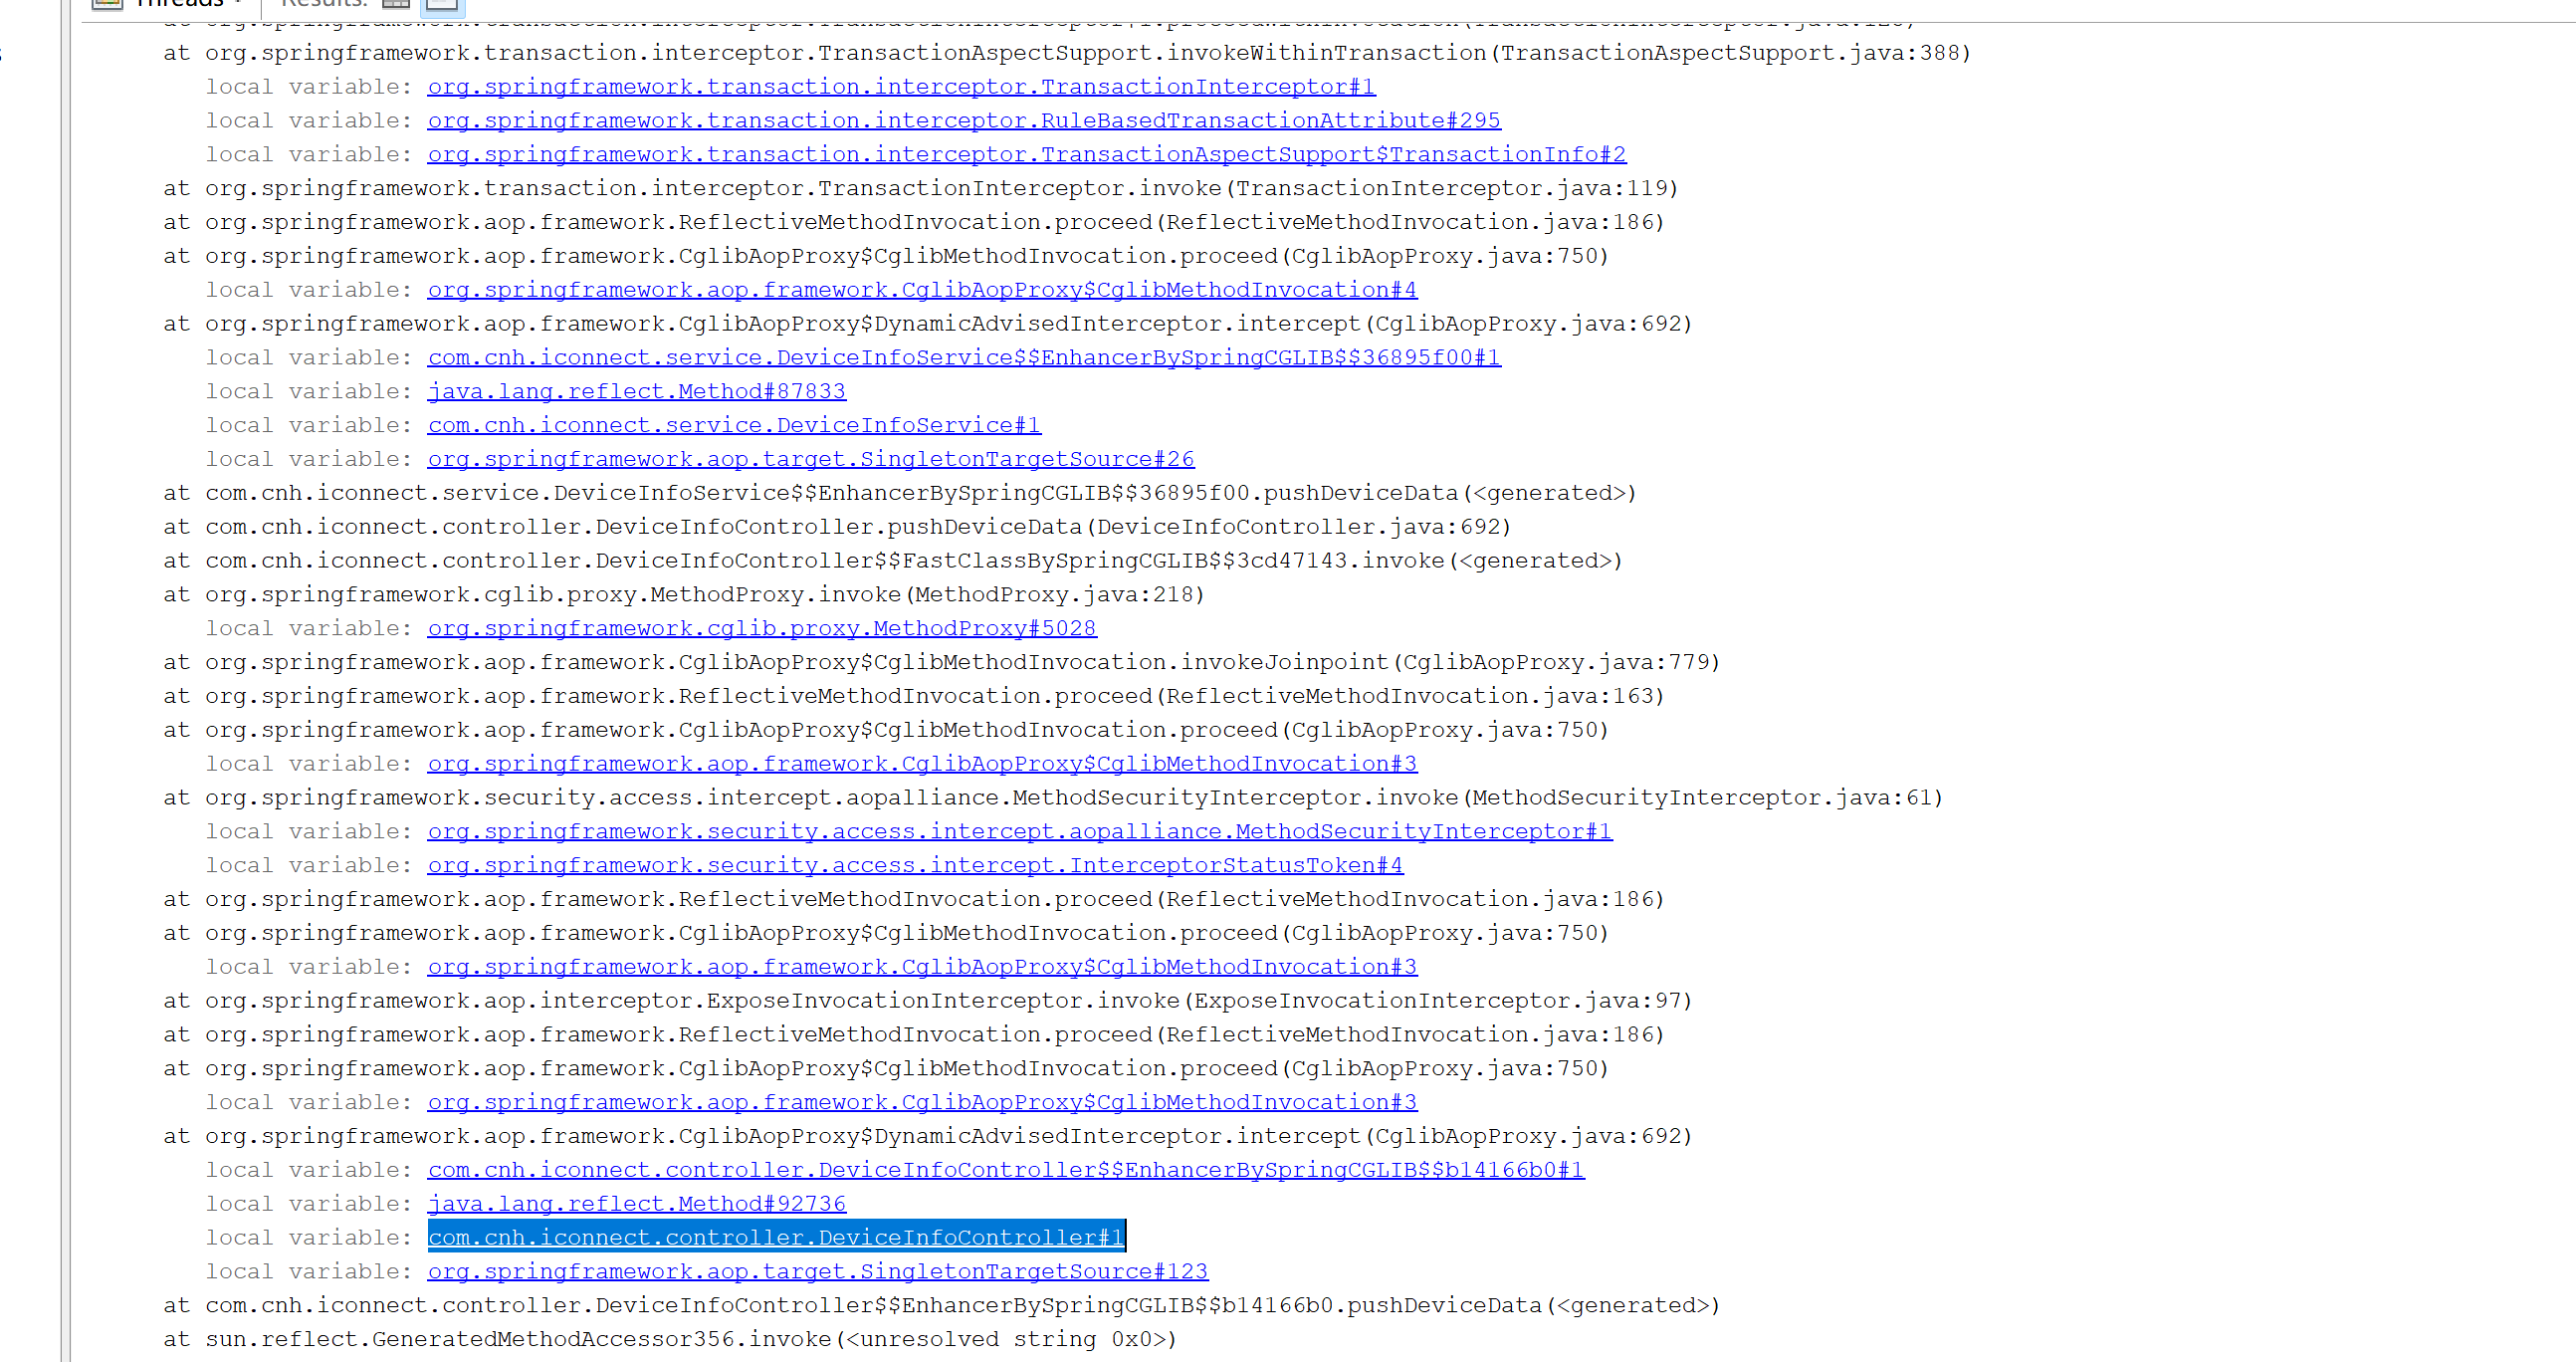 Threads
Results:
at org.springframework.transaction.interceptor.TransactionAspectSupport.invokeWithinTransaction(TransactionAspectSupport.java:388)
local variable: org.springframework.transaction.interceptor.TransactionInterceptor#1
local variable: org.springframework.transaction.interceptor.RuleBasedTransactionAttribute#295
local variable: org.springframework.transaction.interceptor.TransactionAspectSupport$TransactionInfo#2
at org.springframework.transaction.interceptor.TransactionInterceptor.invoke(TransactionInterceptor.java:119)
at org.springframework.aop.framework.ReflectiveMethodInvocation.proceed(ReflectiveMethodInvocation.java:186)
at org.springframework.aop.framework.CglibAopProxy$CglibMethodInvocation.proceed(CglibAopProxy.java:750)
local variable: org.springframework.aop.framework.CglibAopProxy$CglibMethodInvocation#4
at org.springframework.aop.framework.CglibAopProxy$DynamicAdvisedInterceptor.intercept(CglibAopProxy.java:692)
local variable: com.cnh.iconnect.service.DeviceInfoService$$EnhancerBySpringCGLIB$$36895f00#1
local variable: java.lang.reflect.Method#87833
local variable: com.cnh.iconnect.service.DeviceInfoService#1
local variable: org.springframework.aop.target.SingletonTargetSource#26
at com.cnh.iconnect.service.DeviceInfoService$$EnhancerBySpringCGLIB$$36895f00.pushDeviceData(<generated>)
at com.cnh.iconnect.controller.DeviceInfoController.pushDeviceData(DeviceInfoController.java:692)
at com.cnh.iconnect.controller.DeviceInfoController$$FastClassBySpringCGLIB$$3cd47143.invoke(<generated>)
at org.springframework.cglib.proxy.MethodProxy.invoke(MethodProxy.java:218)
local variable: org.springframework.cglib.proxy.MethodProxy#5028
at org.springframework.aop.framework.CglibAopProxy$CglibMethodInvocation.invokeJoinpoint(CglibAopProxy.java:779)
at org.springframework.aop.framework.ReflectiveMethodInvocation.proceed(ReflectiveMethodInvocation.java:163)
at org.springframework.aop.framework.CglibAopProxy$CglibMethodInvocation.proceed(CglibAopProxy.java:750)
local variable: org.springframework.aop.framework.CglibAopProxy$CglibMethodInvocation#3
at org.springframework.security.access.intercept.aopalliance.MethodSecurityInterceptor.invoke(MethodSecurityInterceptor.java:61)
local variable: org.springframework.security.access.intercept.aopalliance.MethodSecurityInterceptor#1
local variable: org.springframework.security.access.intercept.InterceptorStatusToken#4
at org.springframework.aop.framework.ReflectiveMethodInvocation.proceed(ReflectiveMethodInvocation.java:186)
at org.springframework.aop.framework.CglibAopProxy$CglibMethodInvocation.proceed(CglibAopProxy.java:750)
local variable: org.springframework.aop.framework.CglibAopProxy$CglibMethodInvocation#3
at org.springframework.aop.interceptor.ExposeInvocationInterceptor.invoke(ExposeInvocationInterceptor.java:97)
at org.springframework.aop.framework.ReflectiveMethodInvocation.proceed(ReflectiveMethodInvocation.java:186)
at org.springframework.aop.framework.CglibAopProxy$CglibMethodInvocation.proceed(CglibAopProxy.java:750)
local variable: org.springframework.aop.framework.CglibAopProxy$CglibMethodInvocation#3
at org.springframework.aop.framework.CglibAopProxy$DynamicAdvisedInterceptor.intercept(CglibAopProxy.java:692)
local variable: com.cnh.iconnect.controller.DeviceInfoController$$EnhancerBySpringCGLIB$$b14166b0#1
local variable: java.lang.reflect.Method#92736
local variable: com.cnh.iconnect.controller.DeviceInfoController#1
local variable: org.springframework.aop.target.SingletonTargetSource#123
at com.cnh.iconnect.controller.DeviceInfoController$$EnhancerBySpringCGLIB$$b14166b0.pushDeviceData(<generated>)
at sun.reflect.GeneratedMethodAccessor356.invoke(<unresolved string 0x0>)